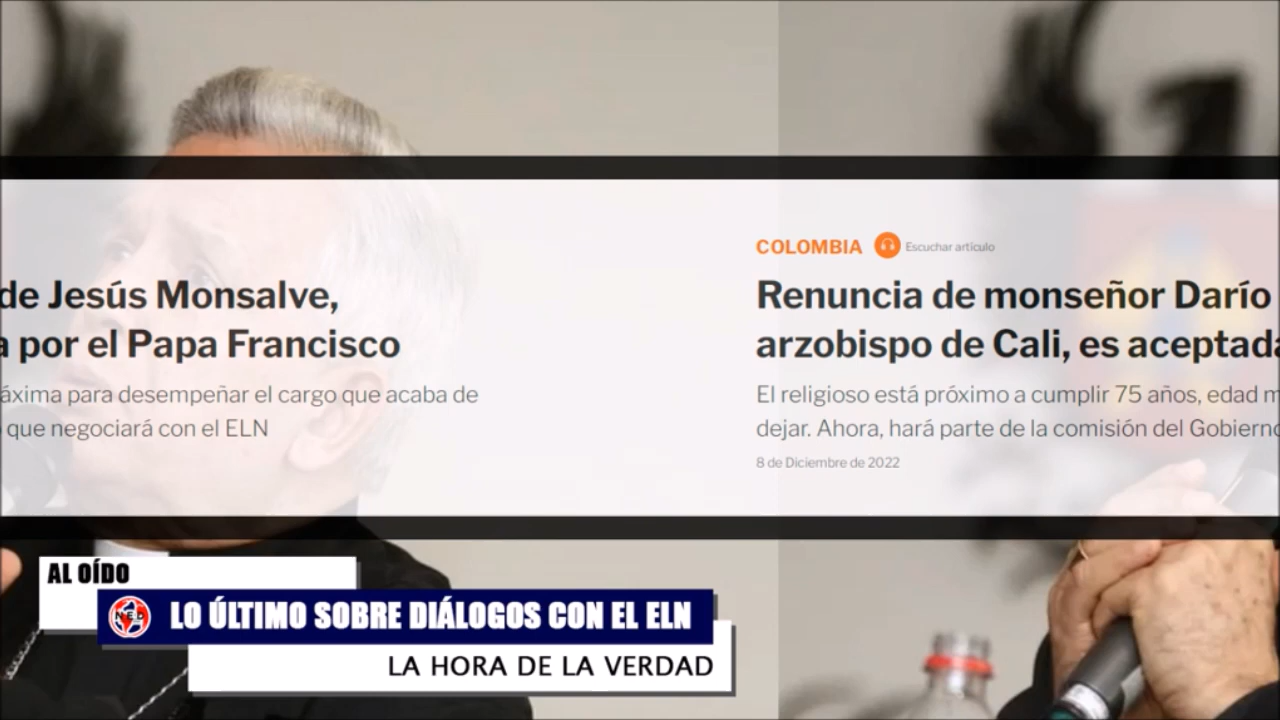 de Jesús Monsalve,
por el Papa Francisco
áxima para desempeñar el cargo que acaba de
que negociará con el ELN
COLOMBIA Escuchar artículo
Renuncia de monseñor Darío
arzobispo de Cali, es aceptada
El religioso está próximo a cumplir 75 años, edad m
dejar. Ahora, hará parte de la comisión del Gobierno
8 de Diciembre de 2022
AL OÍDO
LO ÚLTIMO SOBRE DIÁLOGOS CON EL ELN
LA HORA DE LA VERDAD